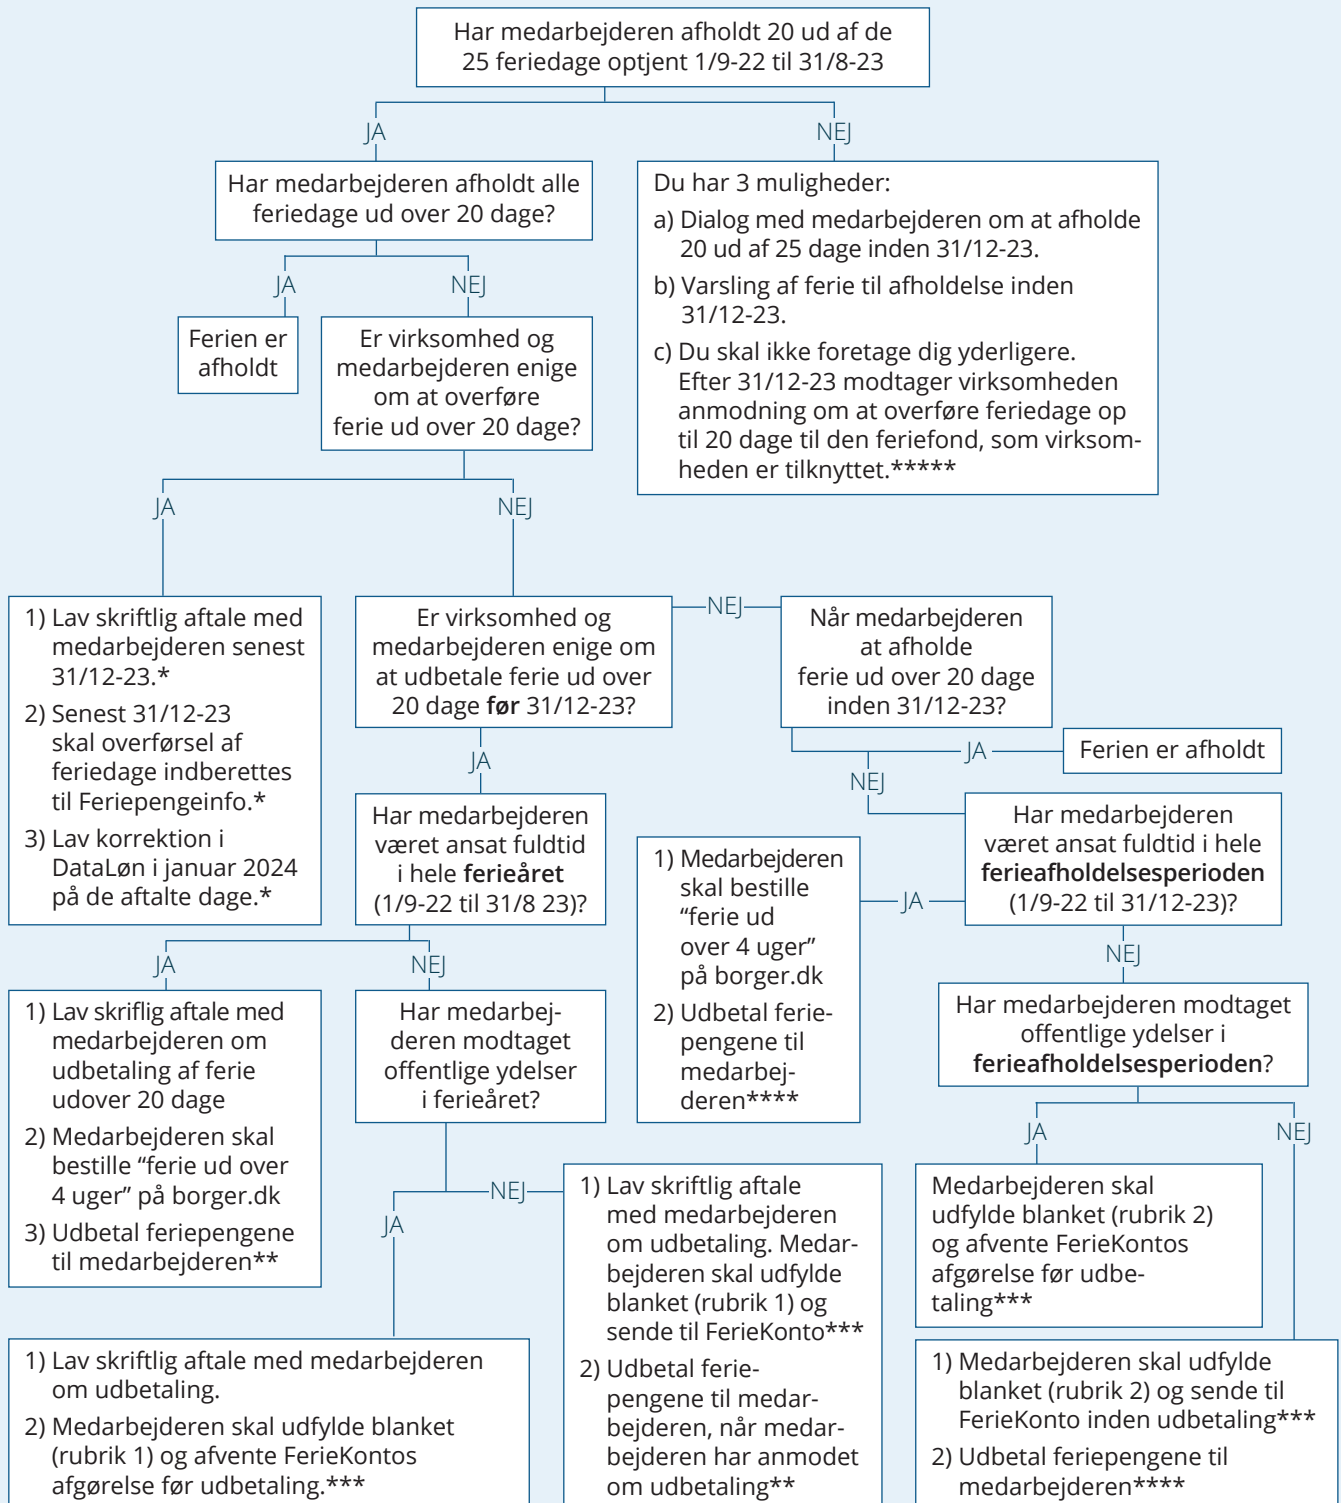 Har medarbejderen afholdt 20 ud af de
25 feriedage optjent 1/9-22 til 31/8-23
JA
NEJ
Har medarbejderen afholdt alle
feriedage ud over 20 dage?
Du har 3 muligheder:
a) Dialog med medarbejderen om at afholde
20 ud af 25 dage inden 31/12-23.
b) Varsling af ferie til afholdelse inden
31/12-23.
c) Du skal ikke foretage dig yderligere.
Efter 31/12-23 modtager virksomheden
anmodning om at overføre feriedage op
til 20 dage til den feriefond, som virksom-
heden er tilknyttet.*****
JA
NEJ
Ferien er
afholdt
Er virksomhed og
medarbejderen enige
om at overføre
ferie ud over 20 dage?
JA
NEJ
1) Lav skriftlig aftale med
medarbejderen senest
31/12-23.*
2) Senest 31/12-23
skal overførsel af
feriedage indberettes
til Feriepengeinfo.*
3) Lav korrektion i
DataLøn i januar 2024
på de aftalte dage.*
Er virksomhed og
medarbejderen enige om
at udbetale ferie ud over
20 dage før 31/12-23?
NEJ
Når medarbejderen
at afholde
ferie ud over 20 dage
inden 31/12-23?
JA
Ferien er afholdt
NEJ
JA
Har medarbejderen
været ansat fuldtid
i hele ferieåret
(1/9-22 til 31/8 23)?
Har medarbejderen
været ansat fuldtid i hele
ferieafholdelsesperioden
(1/9-22 til 31/12-23)?
JA
1) Medarbejderen
skal bestille
“ferie ud
over 4 uger”
på borger.dk
2) Udbetal ferie-
pengene til
medarbej-
deren****
NEJ
JA
NEJ
1) Lav skriflig aftale med
medarbejderen om
udbetaling af ferie
udover 20 dage
2) Medarbejderen skal
bestille “ferie ud over
4 uger” på borger.dk
3) Udbetal feriepengene
til medarbejderen**
Har medarbej-
deren modtaget
offentlige ydelser
i ferieåret?
Har medarbejderen modtaget
offentlige ydelser i
ferieafholdelsesperioden?
JA
NEJ
JA
NEJ
1) Lav skriftlig aftale
med medarbejderen
om udbetaling. Medar-
bejderen skal udfylde
blanket (rubrik 1) og
sende til FerieKonto***
2) Udbetal ferie-
pengene til medar-
bejderen, når medar-
bejderen har anmodet
om udbetaling**
Medarbejderen skal
udfylde blanket (rubrik 2)
og afvente FerieKontos
afgørelse før udbe-
taling***
1) Lav skriftlig aftale med medarbejderen
om udbetaling.
2) Medarbejderen skal udfylde blanket
(rubrik 1) og afvente FerieKontos
afgørelse før udbetaling.***
1) Medarbejderen skal udfylde
blanket (rubrik 2) og sende til
FerieKonto inden udbetaling***
2) Udbetal feriepengene til
medarbejderen****